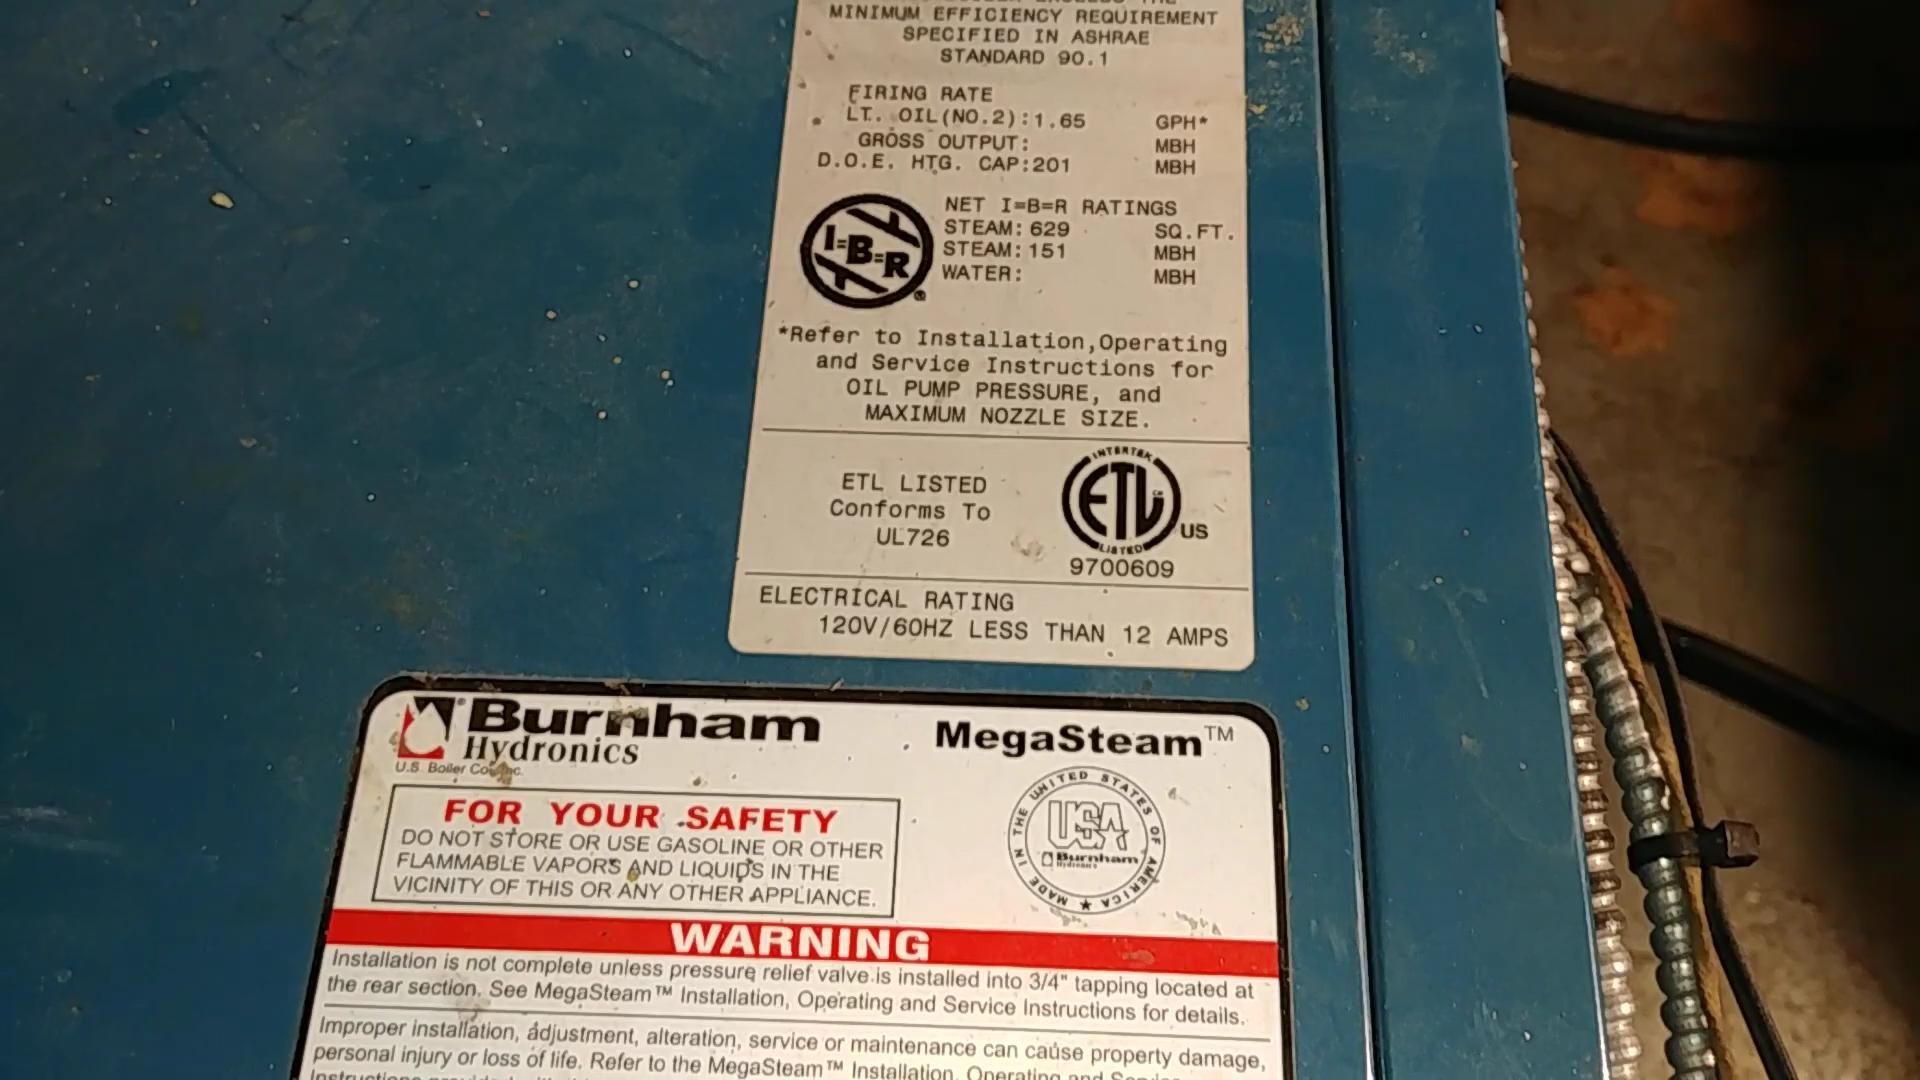 MINIMUM EFFICIENCY REQUIREMENT
SPECIFIED IN ASHRAE
STANDARD 90.1
FIRING RATE
LT. OIL(NO.2):1.65 GPH*
GROSS OUTPUT: MBH
D.O.E. HTG. CAP:201 MBH
I=B=R
®
NET I=B=R RATINGS
STEAM: 629 SQ.FT.
STEAM: 151 MBH
WATER: MBH
*Refer to Installation,Operating
and Service Instructions for
OIL PUMP PRESSURE, and
MAXIMUM NOZZLE SIZE.
ETL LISTED
Conforms To
UL726
INTERTEK
ETL
LISTED
US
9700609
ELECTRICAL RATING
120V/60HZ LESS THAN 12 AMPS
Burnham
Hydronics
U.S. Boiler Co., Inc.
MegaSteam™
FOR YOUR SAFETY
DO NOT STORE OR USE GASOLINE OR OTHER
FLAMMABLE VAPORS AND LIQUIDS IN THE
VICINITY OF THIS OR ANY OTHER APPLIANCE.
MADE IN THE UNITED STATES OF AMERICA
USA
Burnham
Hydronics
WARNING
Installation is not complete unless pressure relief valve is installed into 3/4" tapping located at
the rear section. See MegaSteam™ Installation, Operating and Service Instructions for details.
Improper installation, adjustment, alteration, service or maintenance can cause property damage,
personal injury or loss of life. Refer to the MegaSteam™ Installation, Operating and Service